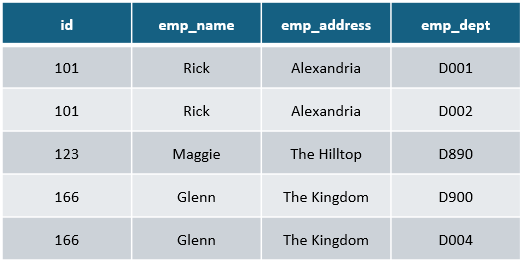 id emp_name emp_address emp_dept
101 Rick Alexandria D001
101 Rick Alexandria D002
123 Maggie The Hilltop D890
166 Glenn The Kingdom D900
166 Glenn The Kingdom D004